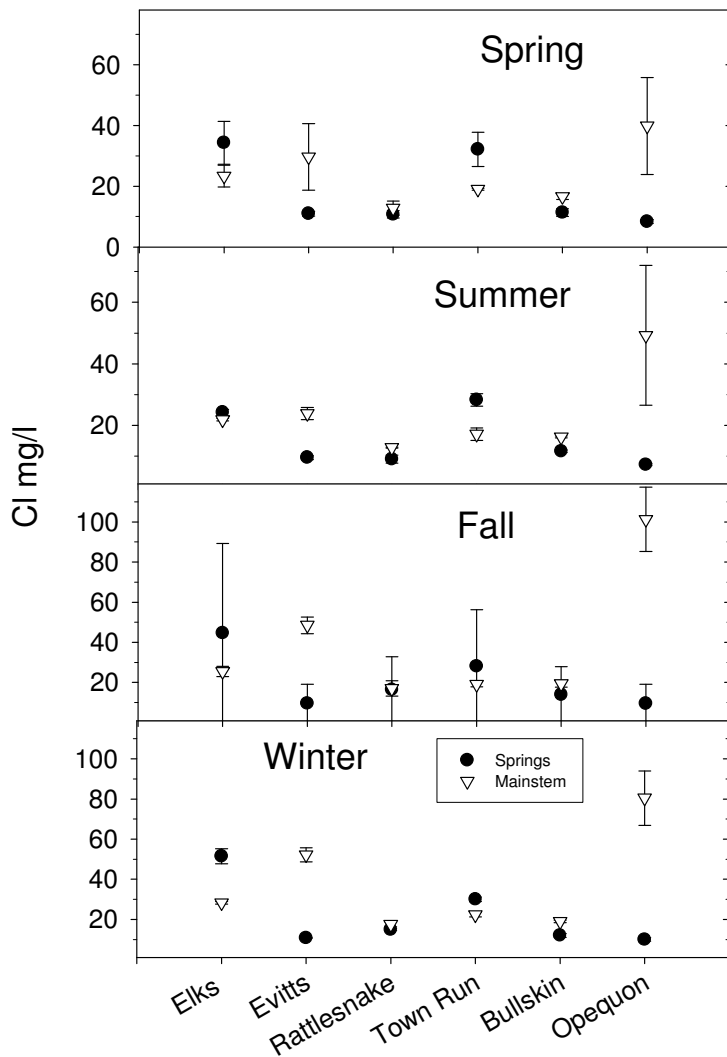 Cl mg/l
Spring
60
40
20
0
Summer
60
40
20
Fall
100
80
60
40
20
Winter
Springs
Mainstem
100
80
60
40
20
Elks
Evitts
Rattlesnake
Town Run
Bullskin
Opequon